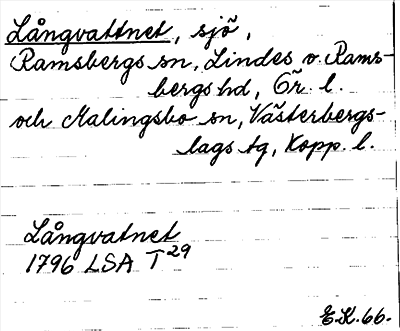 Långvattnet, sjö,
Ramsbergs sn, Lindes o. Rams-
bergs hd, Ör. l.
och Malingsbo sn, Västerbergs-
lags tg, Kopp. l.
Långvatnet
1796 LSA T29
E.K. 66.